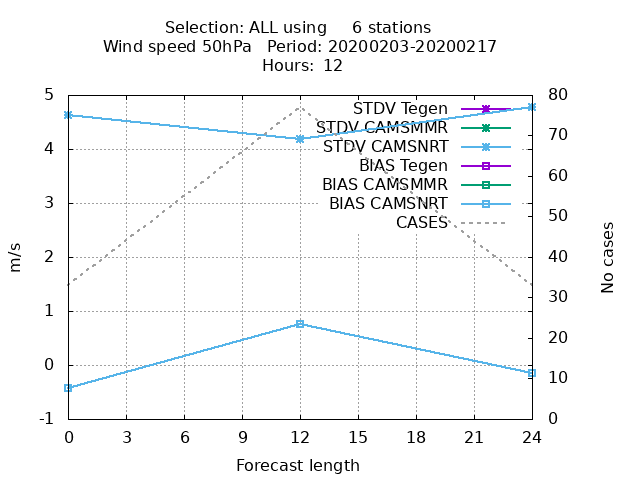 Selection: ALL using     6 stations
Wind speed 50hPa   Period: 20200203-20200217
Hours:  12
5
4
3
2
1
0
-1
m/s
80
70
60
50
40
30
20
10
0
No cases
STDV Tegen
STDV CAMSMMR
STDV CAMSNRT
BIAS Tegen
BIAS CAMSMMR
BIAS CAMSNRT
CASES
0 3 6 9 12 15 18 21 24
Forecast length